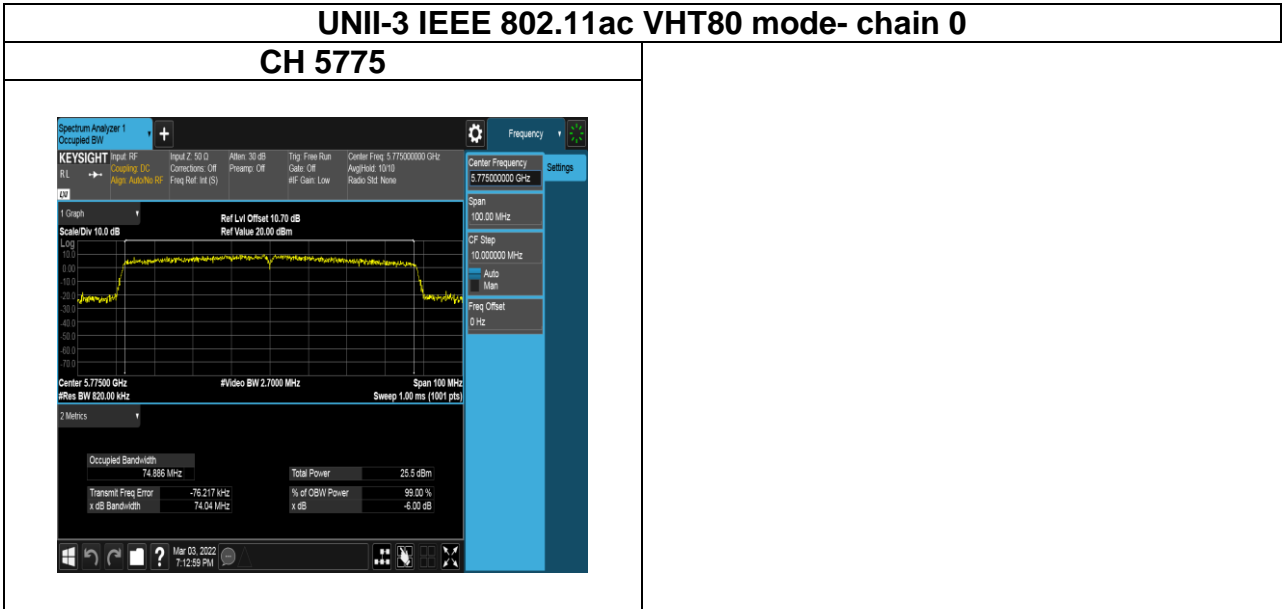 UNII-3 IEEE 802.11ac VHT80 mode- chain 0
CH 5775
Spectrum Analyzer 1
Occupied BW
Frequency
KEYSIGHT
RL
LXI
Input: RF
Coupling: DC
Align: Auto/No RF
Input Z: 50 Ω
Corrections: Off
Freq Ref: Int (S)
Atten: 30 dB
Preamp: Off
Trig: Free Run
Gate: Off
#IF Gain: Low
Center Freq: 5.775000000 GHz
Avg|Hold: 10/10
Radio Std: None
Center Frequency
5.775000000 GHz
Settings
Span
100.00 MHz
CF Step
10.000000 MHz
Auto
Man
Freq Offset
0 Hz
1 Graph
Scale/Div 10.0 dB
Ref Lvl Offset 10.70 dB
Ref Value 20.00 dBm
Log
10.0
0.00
-10.0
-20.0
-30.0
-40.0
-50.0
-60.0
-70.0
Center 5.77500 GHz
#Video BW 2.7000 MHz
Span 100 MHz
#Res BW 820.00 kHz
Sweep 1.00 ms (1001 pts)
2 Metrics
Occupied Bandwidth
74.886 MHz
Total Power 25.5 dBm
Transmit Freq Error -76.217 kHz
% of OBW Power 99.00 %
x dB Bandwidth 74.04 MHz
x dB -6.00 dB
?
Mar 03, 2022
7:12:59 PM